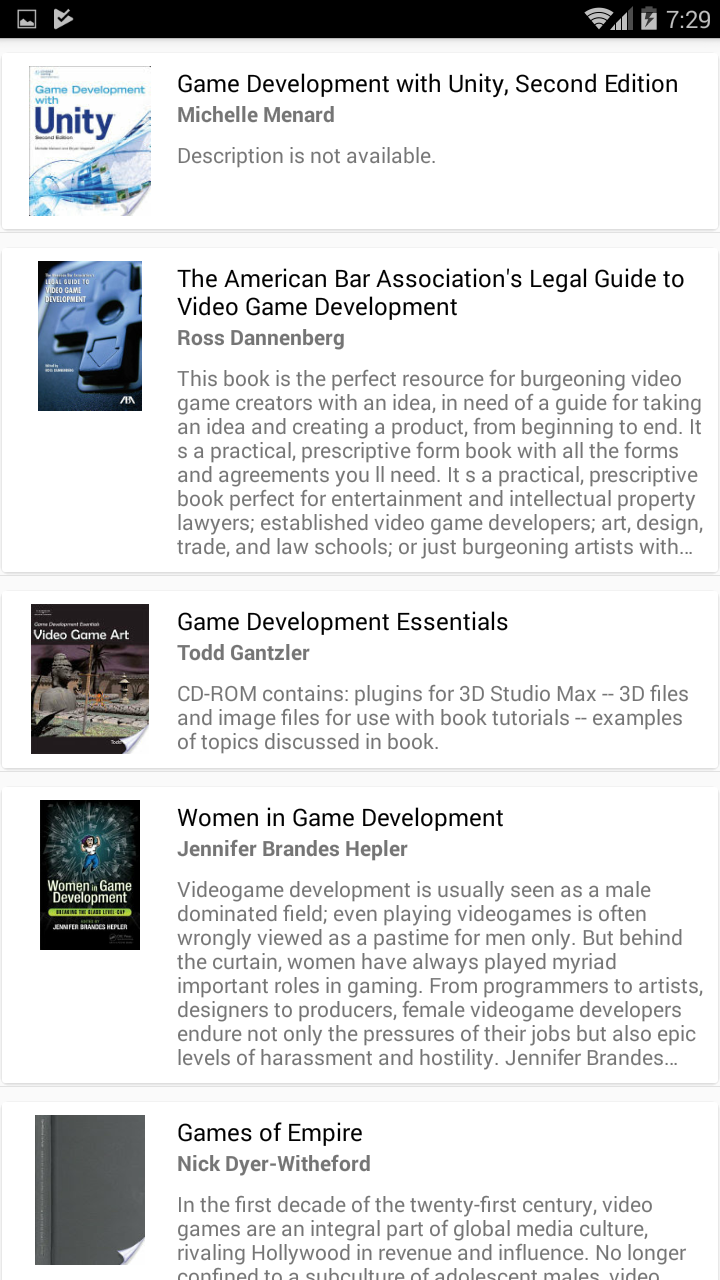 7:29
Game Development
with
Unity
Second Edition
Game Development with Unity, Second Edition
Michelle Menard
Description is not available.
LEGAL GUIDE TO
VIDEO GAME
DEVELOPMENT
The American Bar Association's Legal Guide to
Video Game Development
Ross Dannenberg
This book is the perfect resource for burgeoning video
game creators with an idea, in need of a guide for taking
an idea and creating a product, from beginning to end. It
s a practical, prescriptive form book with all the forms
and agreements you ll need. It s a practical, prescriptive
book perfect for entertainment and intellectual property
lawyers; established video game developers; art, design,
trade, and law schools; or just burgeoning artists with…
Game Development Essentials
Video Game Art
Game Development Essentials
Todd Gantzler
CD-ROM contains: plugins for 3D Studio Max -- 3D files
and image files for use with book tutorials -- examples
of topics discussed in book.
Women in Game
Development
BREAKING THE GLASS LEVEL-CAP
JENNIFER BRANDES HEPLER
Women in Game Development
Jennifer Brandes Hepler
Videogame development is usually seen as a male
dominated field; even playing videogames is often
wrongly viewed as a pastime for men only. But behind
the curtain, women have always played myriad
important roles in gaming. From programmers to artists,
designers to producers, female videogame developers
endure not only the pressures of their jobs but also epic
levels of harassment and hostility. Jennifer Brandes…
Games of Empire
Nick Dyer-Witheford
In the first decade of the twenty-first century, video
games are an integral part of global media culture,
rivaling Hollywood in revenue and influence. No longer
confined to a subculture of adolescent males, video